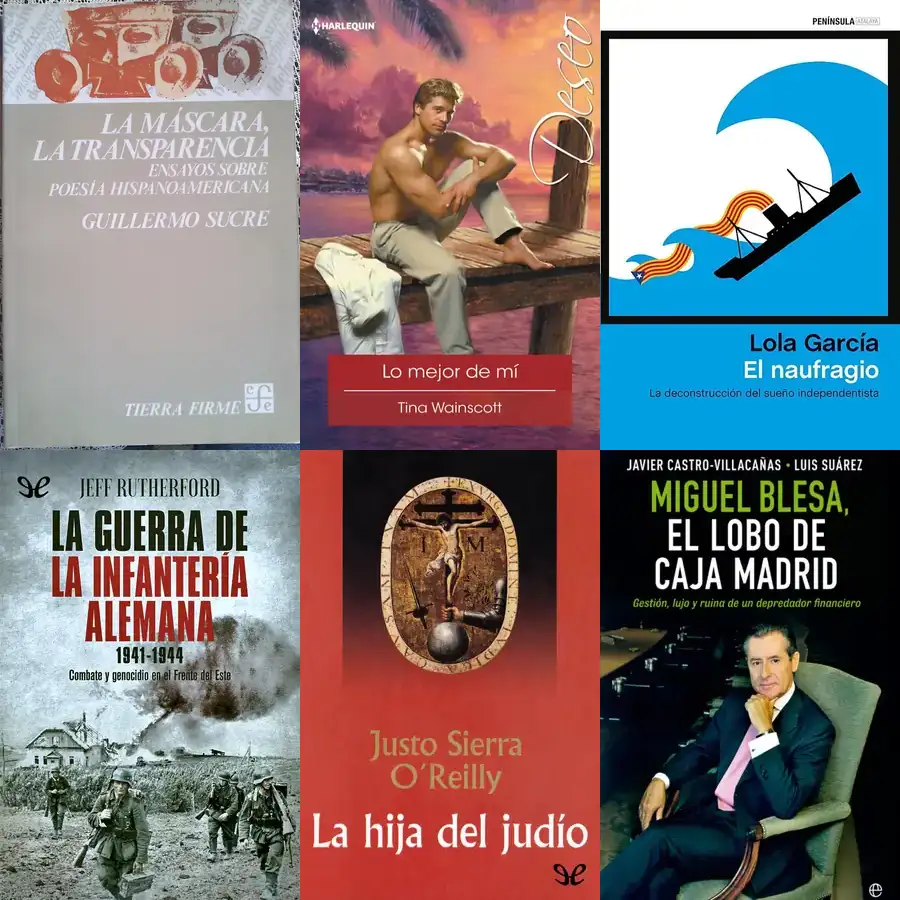 LA MÁSCARA,
LA TRANSPARENCIA
ENSAYOS SOBRE
POESÍA HISPANOAMERICANA
GUILLERMO SUCRE
TIERRA FIRME
cfe
HARLEQUIN
Deseo
Lo mejor de mí
Tina Wainscott
PENÍNSULA ATALAYA
Lola García
El naufragio
La deconstrucción del sueño independentista
JEFF RUTHERFORD
LA GUERRA DE
LA INFANTERÍA
ALEMANA
1941-1944
Combate y genocidio en el Frente del Este
I M
Justo Sierra
O´Reilly
La hija del judío
JAVIER CASTRO-VILLACAÑAS • LUIS SUÁREZ
MIGUEL BLESA,
EL LOBO DE
CAJA MADRID
Gestión, lujo y ruina de un depredador financiero
e